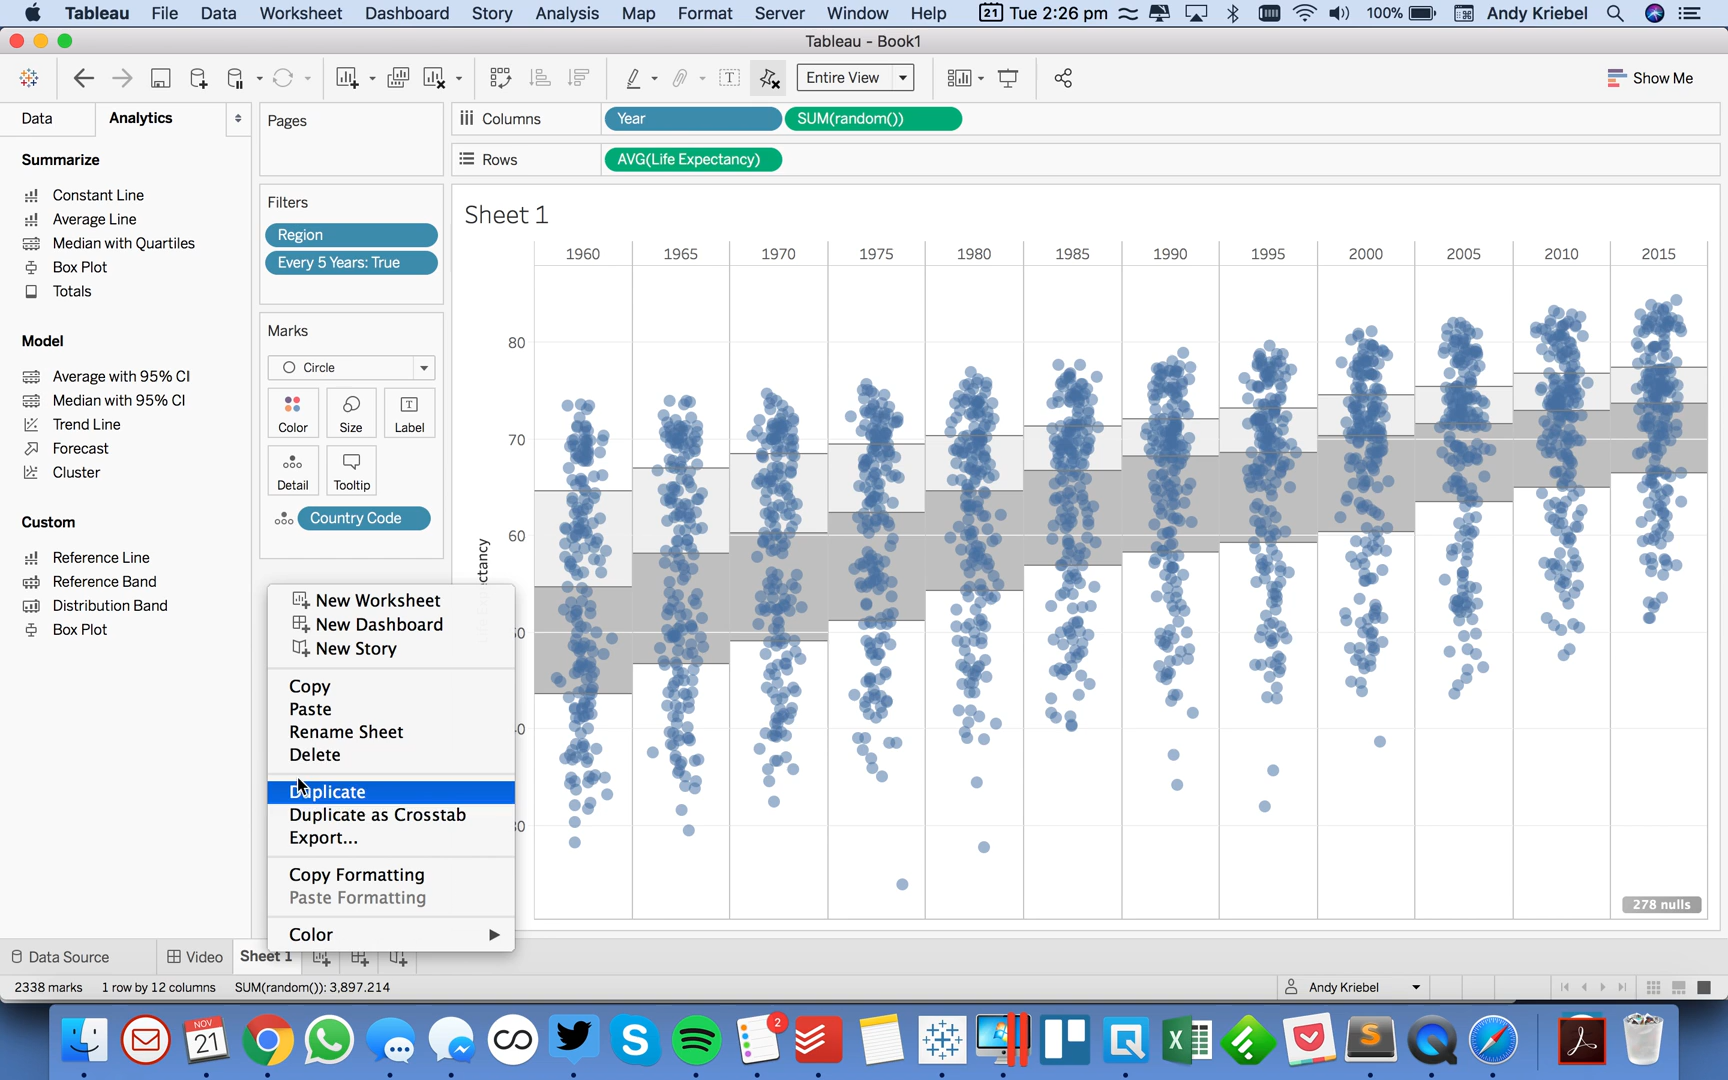 Tableau File Data Worksheet Dashboard Story Analysis Map Format Server Window Help 21 Tue 2:26 pm 100% Andy Kriebel
Tableau - Book1
Entire View
Show Me
Data
Analytics
Summarize
Constant Line
Average Line
Median with Quartiles
Box Plot
Totals
Model
Average with 95% CI
Median with 95% CI
Trend Line
Forecast
Cluster
Custom
Reference Line
Reference Band
Distribution Band
Box Plot
Pages
Filters
Region
Every 5 Years: True
Marks
Circle
Color Size Label
Detail Tooltip
Country Code
Columns
Year
SUM(random())
Rows
AVG(Life Expectancy)
Sheet 1
1960 1965 1970 1975 1980 1985 1990 1995 2000 2005 2010 2015
80
70
60
278 nulls
New Worksheet
New Dashboard
New Story
Copy
Paste
Rename Sheet
Delete
Duplicate
Duplicate as Crosstab
Export...
Copy Formatting
Paste Formatting
Color
Data Source
Video
Sheet 1
2338 marks 1 row by 12 columns SUM(random()): 3,897.214
Andy Kriebel
NOV
21
2